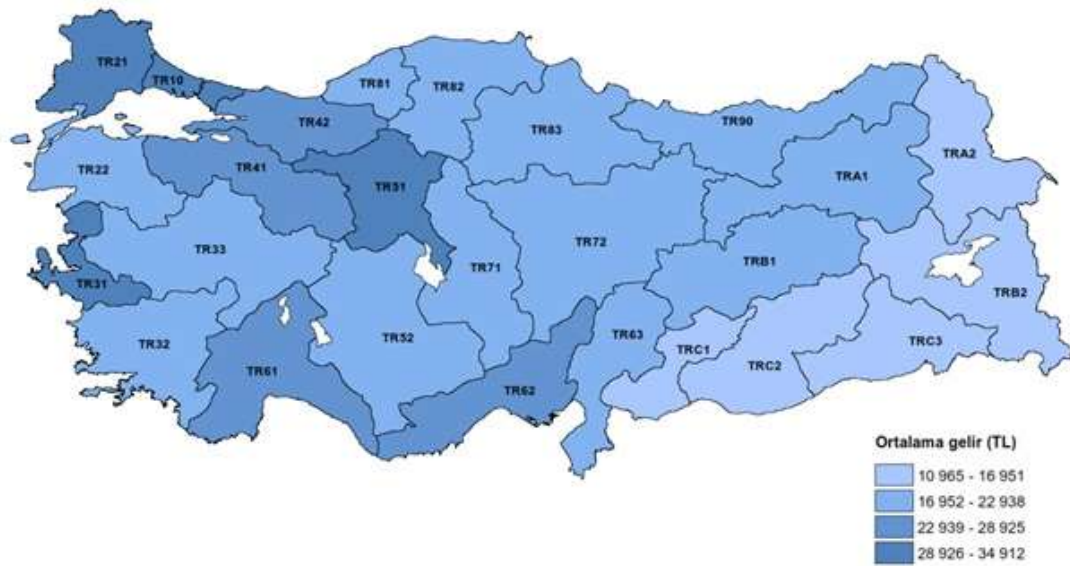 TR21
TR10
TR81
TR82
TR42
TR83
TR90
TR22
TR41
TR51
TRA1
TRA2
TR33
TR71
TR72
TRB1
TRB2
TR31
TR32
TR61
TR52
TR62
TR63
TRC1
TRC2
TRC3
Ortalama gelir (TL)
10 965 - 16 951
16 952 - 22 938
22 939 - 28 925
28 926 - 34 912